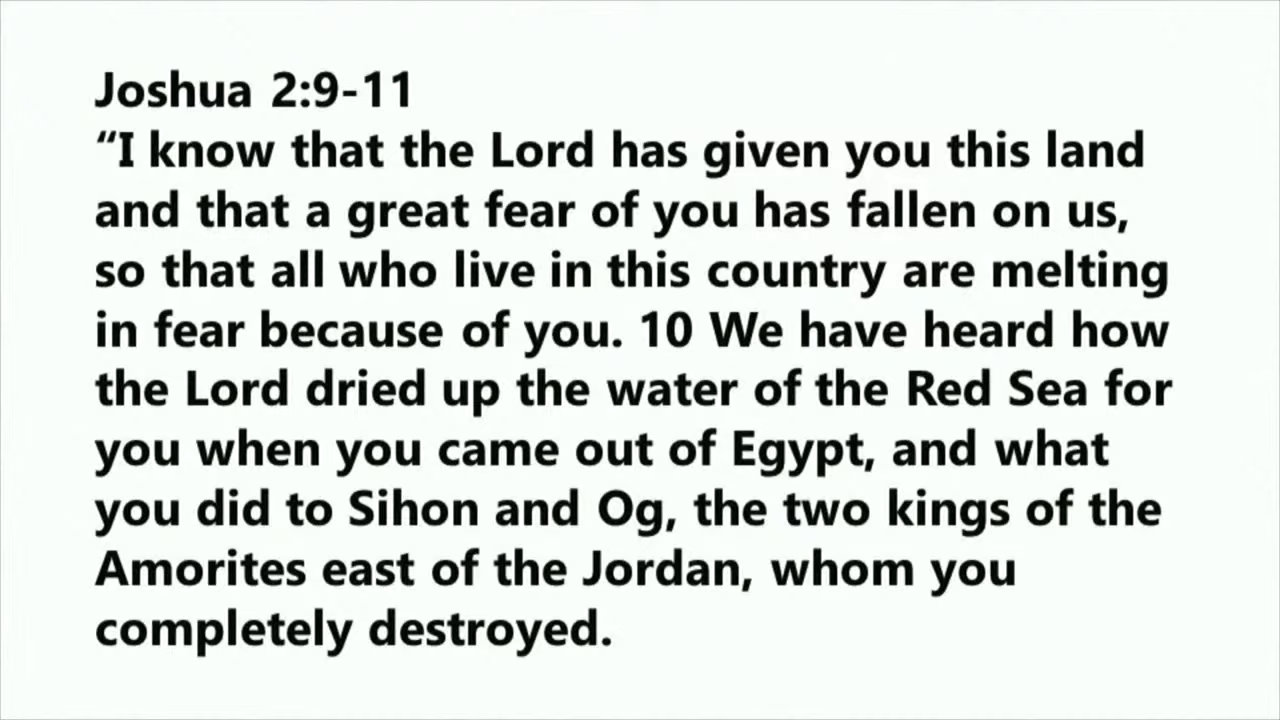 Joshua 2:9-11
“I know that the Lord has given you this land
and that a great fear of you has fallen on us,
so that all who live in this country are melting
in fear because of you. 10 We have heard how
the Lord dried up the water of the Red Sea for
you when you came out of Egypt, and what
you did to Sihon and Og, the two kings of the
Amorites east of the Jordan, whom you
completely destroyed.